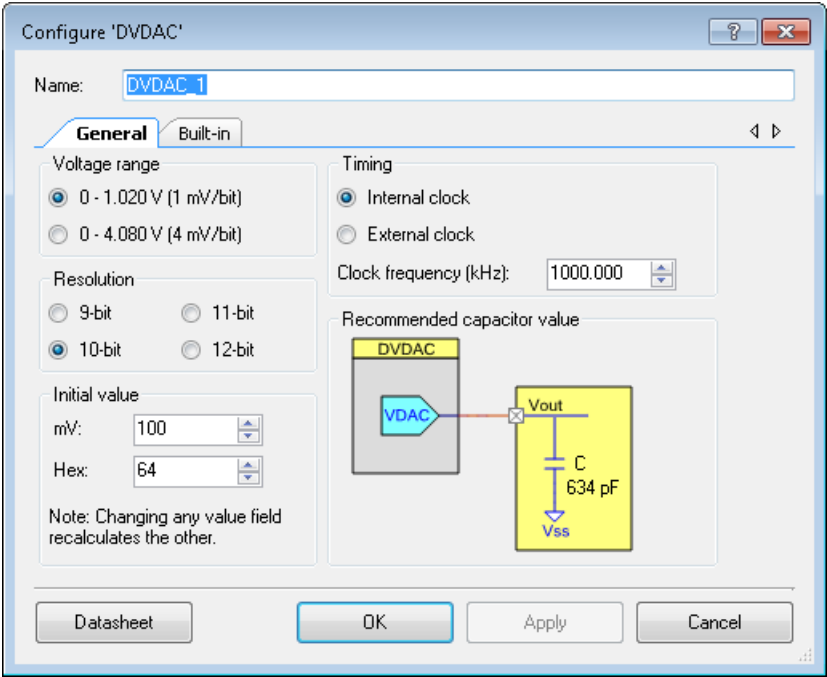 Configure 'DVDAC'
Name: DVDAC_1
General Built-in
Voltage range
0 - 1.020 V (1 mV/bit)
0 - 4.080 V (4 mV/bit)
Resolution
9-bit 11-bit
10-bit 12-bit
Initial value
mV: 100
Hex: 64
Note: Changing any value field
recalculates the other.
Timing
Internal clock
External clock
Clock frequency (kHz): 1000.000
Recommended capacitor value
DVDAC
VDAC
Vout
C
634 pF
Vss
Datasheet OK Apply Cancel